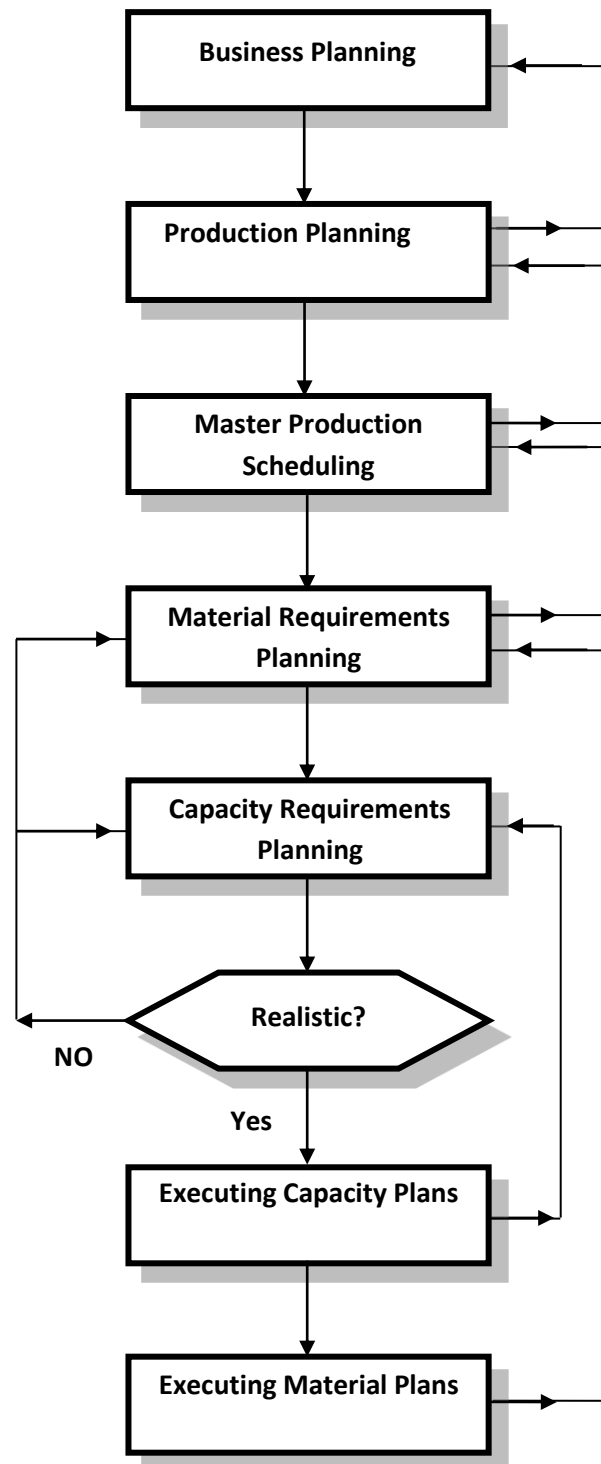 Business Planning
Production Planning
Master Production
Scheduling
Material Requirements
Planning
Capacity Requirements
Planning
Realistic?
NO
Yes
Executing Capacity Plans
Executing Material Plans